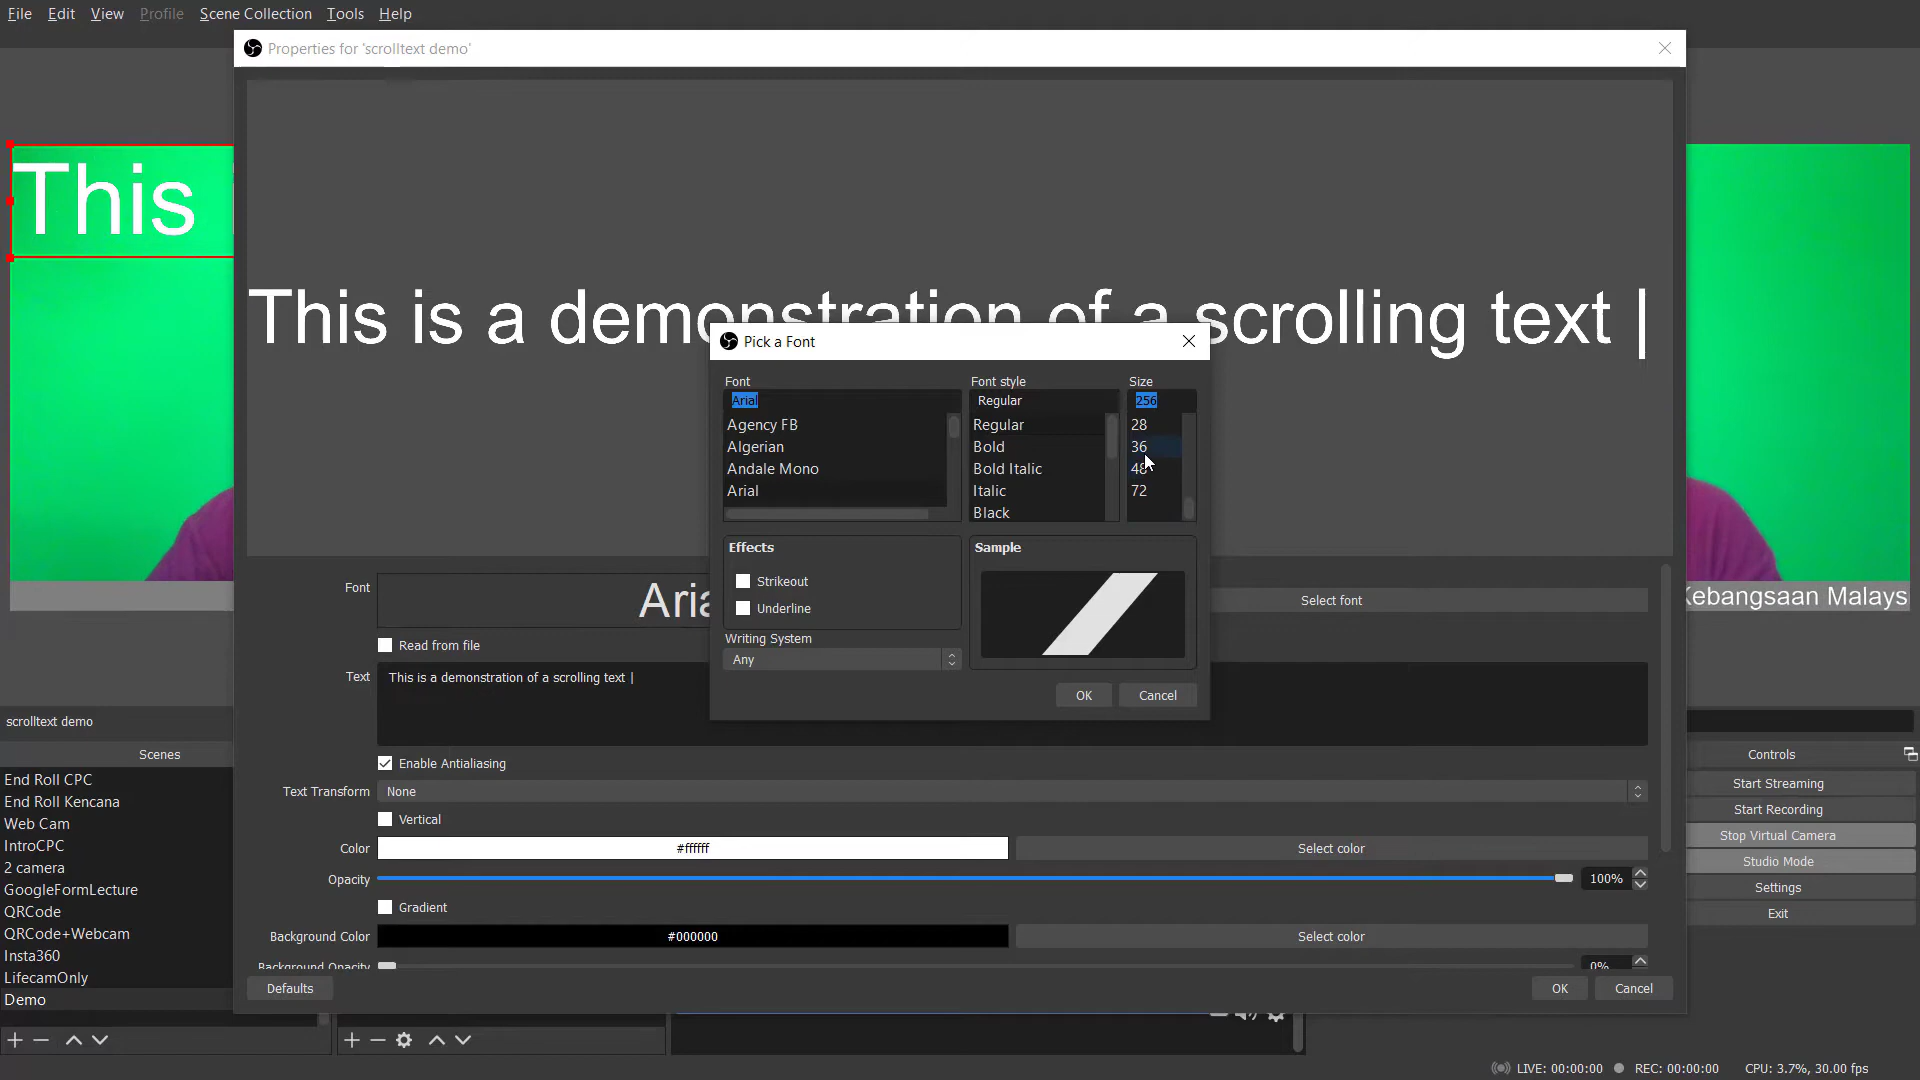 File Edit View Profile Scene Collection Tools Help
Properties for 'scrolltext demo'
This
This is a demonstration of a scrolling text |
Pick a Font
Font Font style Size
Arial Regular 256
Agency FB Regular 28
Algerian Bold 36
Andale Mono Bold Italic 48
Arial Italic 72
Black
Effects Sample
Strikeout
Underline
Writing System
Any
OK Cancel
Font Select font
Kebangsaan Malays
Read from file
Text This is a demonstration of a scrolling text |
scrolltext demo
Scenes Controls
Enable Antialiasing
Text Transform None
Vertical
Color #ffffff Select color
Opacity 100%
Gradient
Background Color #000000 Select color
Background Opacity 0%
Defaults OK Cancel
End Roll CPC
End Roll Kencana
Web Cam
IntroCPC
2 camera
GoogleFormLecture
QRCode
QRCode+Webcam
Insta360
LifecamOnly
Demo
Start Streaming
Start Recording
Stop Virtual Camera
Studio Mode
Settings
Exit
LIVE: 00:00:00 REC: 00:00:00 CPU: 3.7%, 30.00 fps